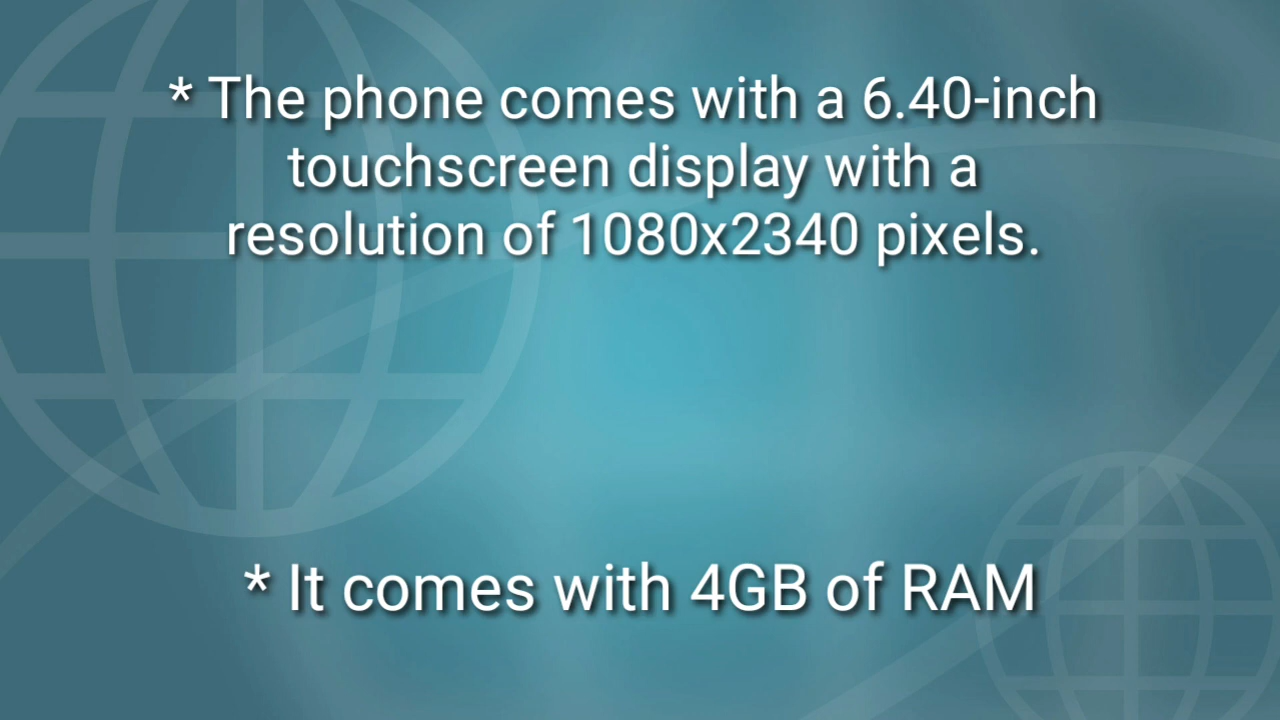 * The phone comes with a 6.40-inch
touchscreen display with a
resolution of 1080x2340 pixels.
* It comes with 4GB of RAM